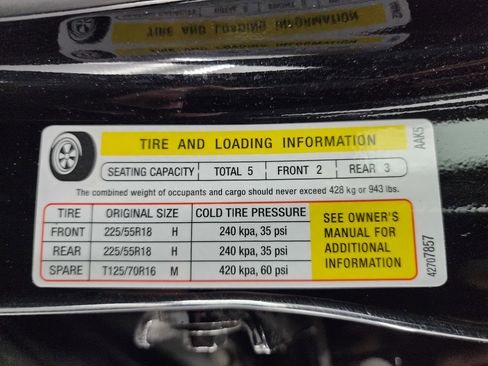 TIRE AND LOADING INFORMATION
SEATING CAPACITY TOTAL 5 FRONT 2 REAR 3
The combined weight of occupants and cargo should never exceed 428 kg or 943 lbs.
TIRE ORIGINAL SIZE COLD TIRE PRESSURE
FRONT 225/55R18 H 240 kpa, 35 psi
REAR 225/55R18 H 240 kpa, 35 psi
SPARE T125/70R16 M 420 kpa, 60 psi
SEE OWNER'S
MANUAL FOR
ADDITIONAL
INFORMATION
AAK5
42707857